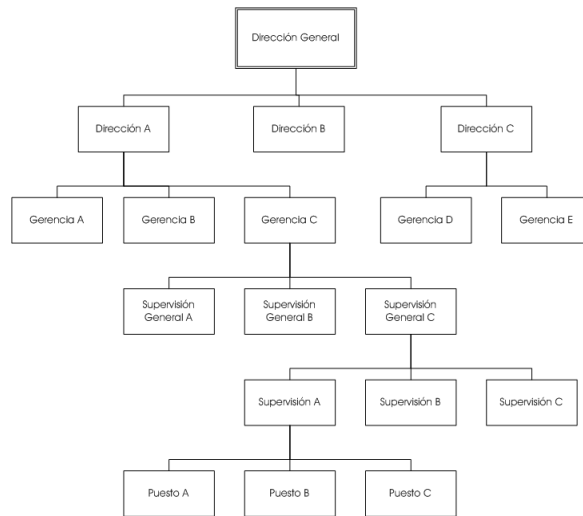 Dirección General
Dirección A
Dirección B
Dirección C
Gerencia A
Gerencia B
Gerencia C
Gerencia D
Gerencia E
Supervisión
General A
Supervisión
General B
Supervisión
General C
Supervisión A
Supervisión B
Supervisión C
Puesto A
Puesto B
Puesto C